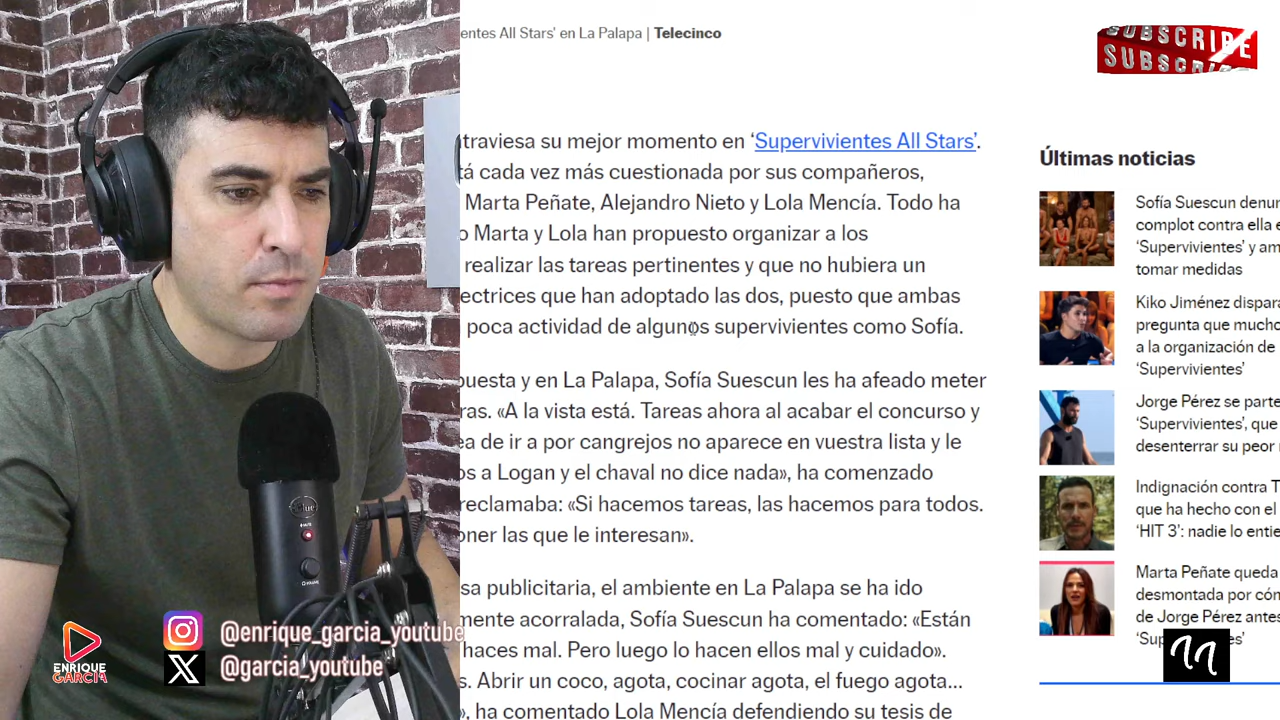 entes All Stars' en La Palapa | Telecinco
SUBSCRIBE
SUBSCRIBE
traviesa su mejor momento en ‘Supervivientes All Stars’.
tá cada vez más cuestionada por sus compañeros,
Marta Peñate, Alejandro Nieto y Lola Mencía. Todo ha
o Marta y Lola han propuesto organizar a los
realizar las tareas pertinentes y que no hubiera un
ectrices que han adoptado las dos, puesto que ambas
poca actividad de algunos supervivientes como Sofía.
puesta y en La Palapa, Sofía Suescun les ha afeado meter
ras. «A la vista está. Tareas ahora al acabar el concurso y
ea de ir a por cangrejos no aparece en vuestra lista y le
os a Logan y el chaval no dice nada», ha comenzado
reclamaba: «Si hacemos tareas, las hacemos para todos.
oner las que le interesan».
sa publicitaria, el ambiente en La Palapa se ha ido
mente acorralada, Sofía Suescun ha comentado: «Están
haces mal. Pero luego lo hacen ellos mal y cuidado».
s. Abrir un coco, agota, cocinar agota, el fuego agota...
», ha comentado Lola Mencía defendiendo su tesis de
Últimas noticias
Sofía Suescun denun
complot contra ella e
‘Supervivientes’ y am
tomar medidas
Kiko Jiménez dispara
pregunta que mucho
a la organización de
‘Supervivientes’
Jorge Pérez se parte
‘Supervivientes’, que
desenterrar su peor
Indignación contra T
que ha hecho con el
‘HIT 3’: nadie lo entie
Marta Peñate queda
desmontada por cóm
de Jorge Pérez antes
‘Sup es’
ENRIQUE
GARCIA
@enrique_garcia_youtube
@garcia_youtube